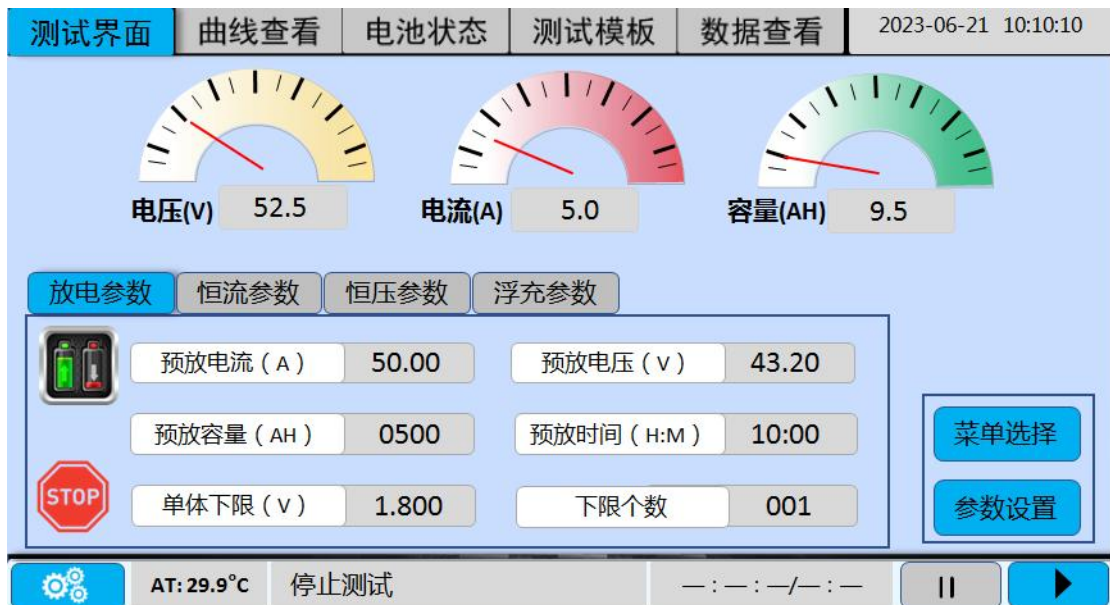 测试界面 曲线查看 电池状态 测试模板 数据查看 2023-06-21 10:10:10
电压(V) 52.5 电流(A) 5.0 容量(AH) 9.5
放电参数 恒流参数 恒压参数 浮充参数
预放电流(A) 50.00 预放电压(V) 43.20
预放容量(AH) 0500 预放时间(H:M) 10:00
菜单选择
STOP 单体下限(V) 1.800 下限个数 001
参数设置
AT: 29.9°C 停止测试 —:—:—/—:—